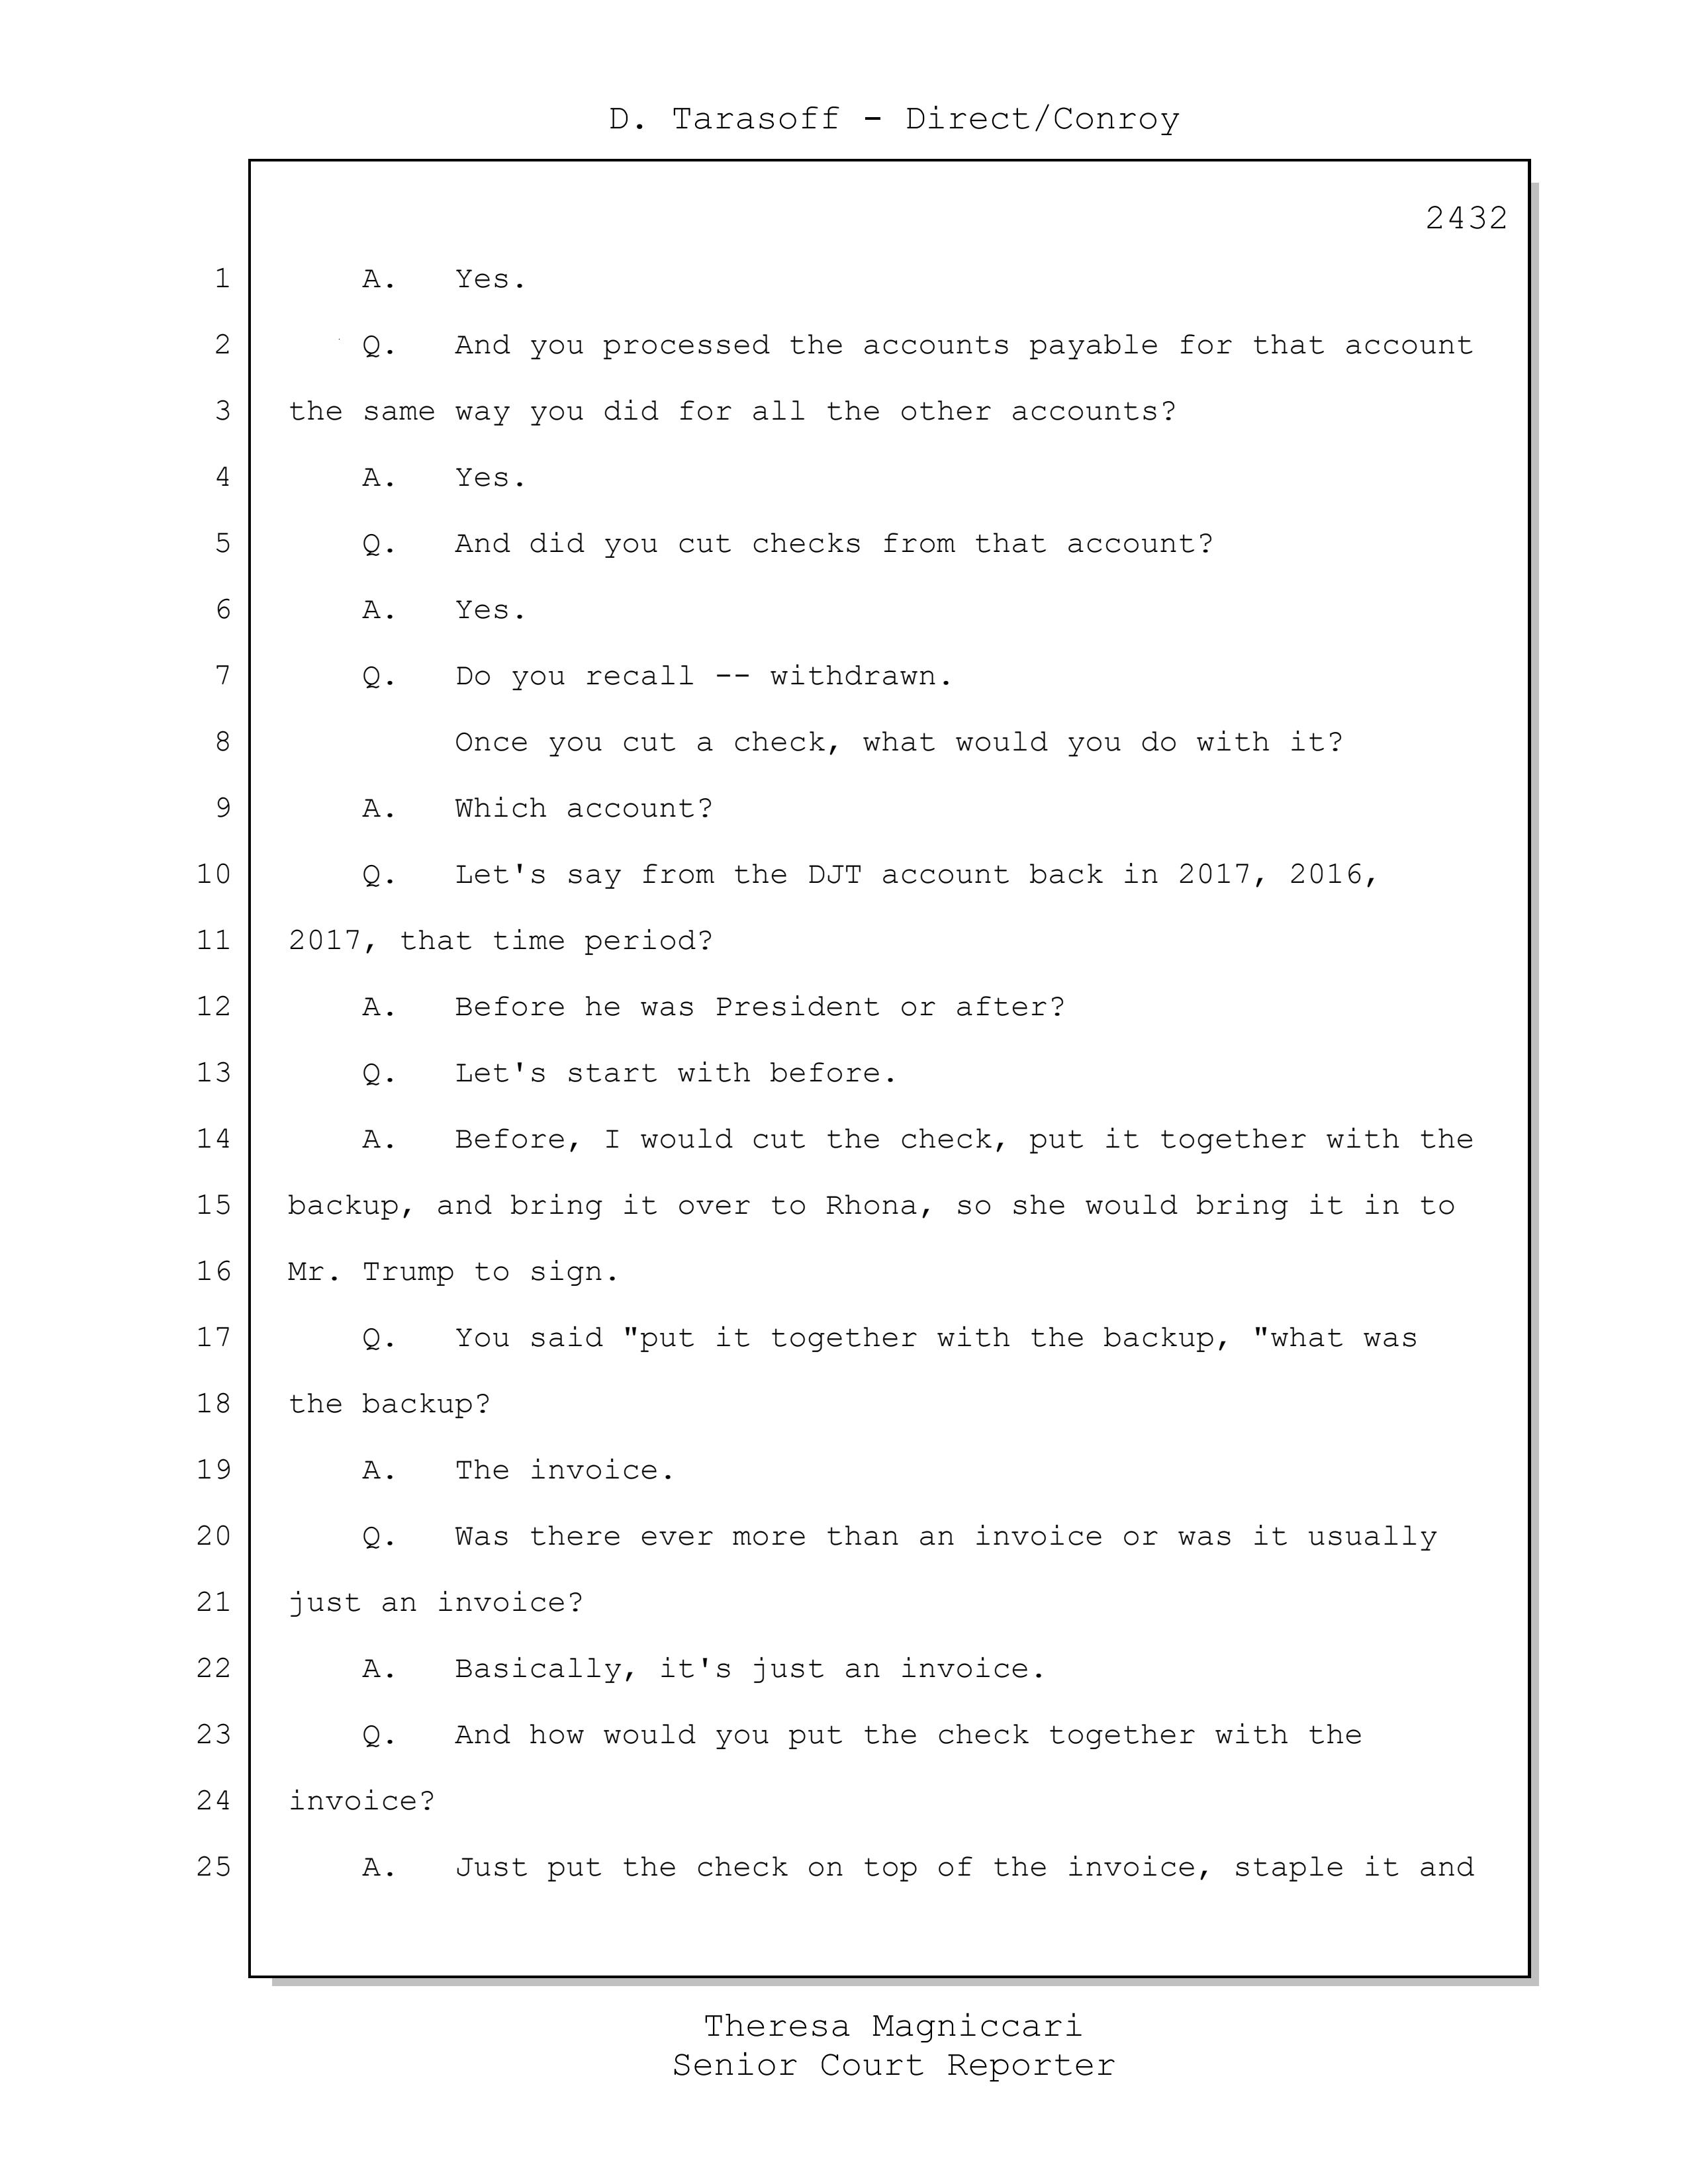 D. Tarasoff - Direct/Conroy
2432
1 A. Yes.
2 Q. And you processed the accounts payable for that account
3 the same way you did for all the other accounts?
4 A. Yes.
5 Q. And did you cut checks from that account?
6 A. Yes.
7 Q. Do you recall -- withdrawn.
8 Once you cut a check, what would you do with it?
9 A. Which account?
10 Q. Let's say from the DJT account back in 2017, 2016,
11 2017, that time period?
12 A. Before he was President or after?
13 Q. Let's start with before.
14 A. Before, I would cut the check, put it together with the
15 backup, and bring it over to Rhona, so she would bring it in to
16 Mr. Trump to sign.
17 Q. You said "put it together with the backup, "what was
18 the backup?
19 A. The invoice.
20 Q. Was there ever more than an invoice or was it usually
21 just an invoice?
22 A. Basically, it's just an invoice.
23 Q. And how would you put the check together with the
24 invoice?
25 A. Just put the check on top of the invoice, staple it and
Theresa Magniccari
Senior Court Reporter